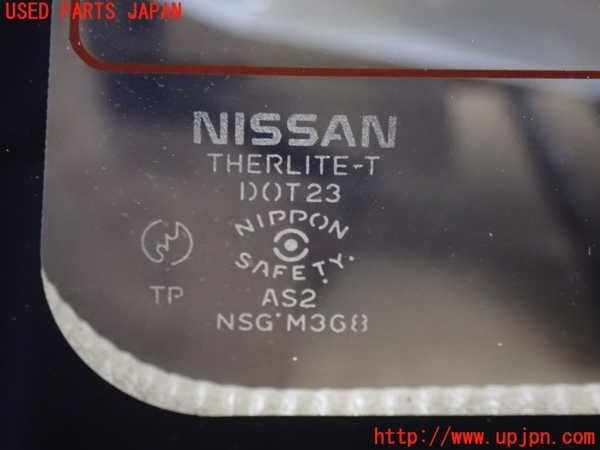 USED PARTS JAPAN
NISSAN
THERLITE-T
DOT23
NIPPON
SAFETY
TP
AS2
NSG M368
http://www.upjpn.com/